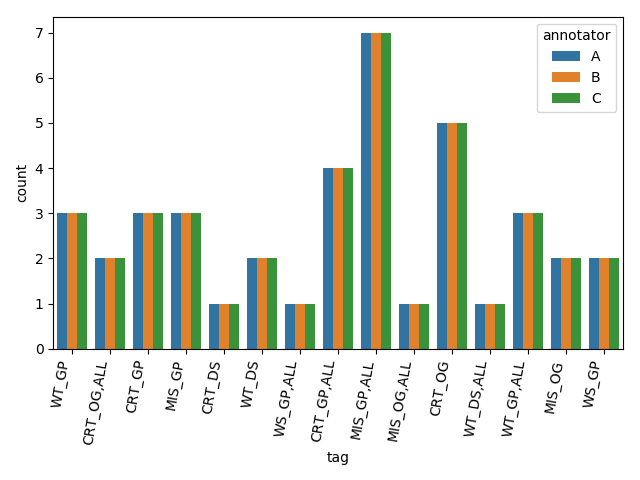 annotator
A
B
C
count
7
6
5
4
3
2
1
0
WT_GP
CRT_OG,ALL
CRT_GP
MIS_GP
CRT_DS
WT_DS
WS_GP,ALL
CRT_GP,ALL
MIS_GP,ALL
MIS_OG,ALL
CRT_OG
WT_DS,ALL
WT_GP,ALL
MIS_OG
WS_GP
tag